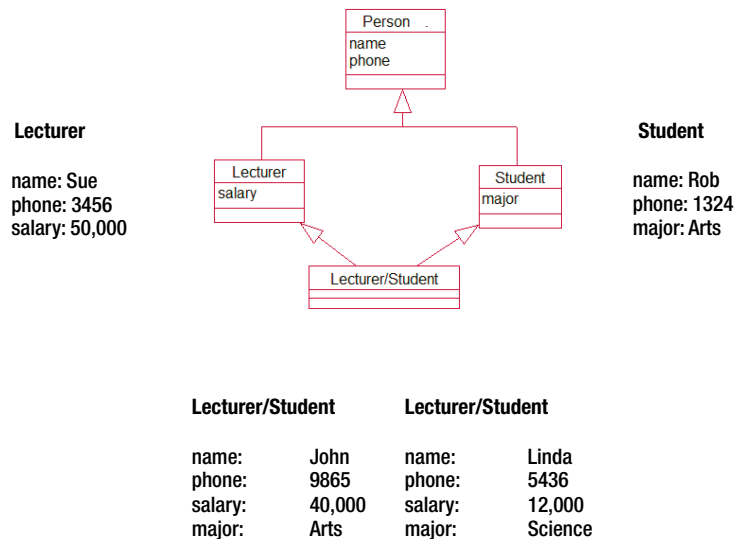 Person .
name
phone
Lecturer
name: Sue
phone: 3456
salary: 50,000
Lecturer
salary
Student
major
Student
name: Rob
phone: 1324
major: Arts
Lecturer/Student
Lecturer/Student
name: John
phone: 9865
salary: 40,000
major: Arts
Lecturer/Student
name: Linda
phone: 5436
salary: 12,000
major: Science